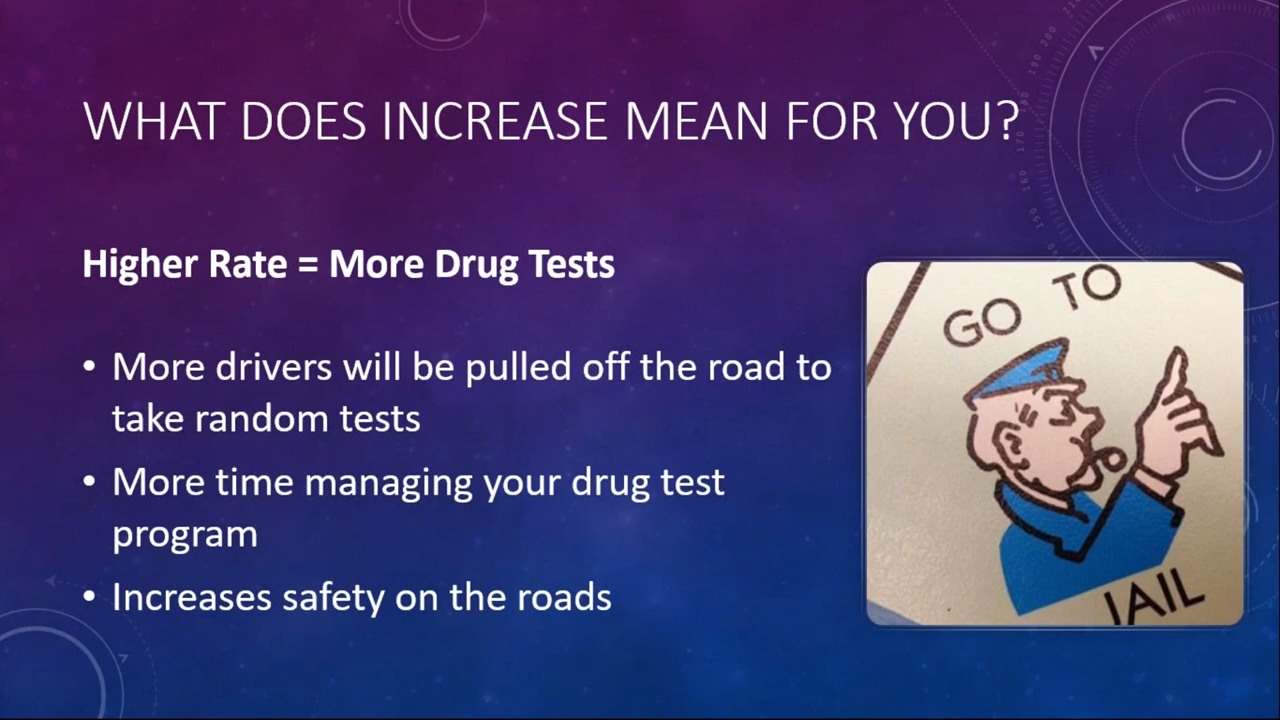 WHAT DOES INCREASE MEAN FOR YOU?
Higher Rate = More Drug Tests
• More drivers will be pulled off the road to
take random tests
• More time managing your drug test
program
• Increases safety on the roads
GO TO
JAIL